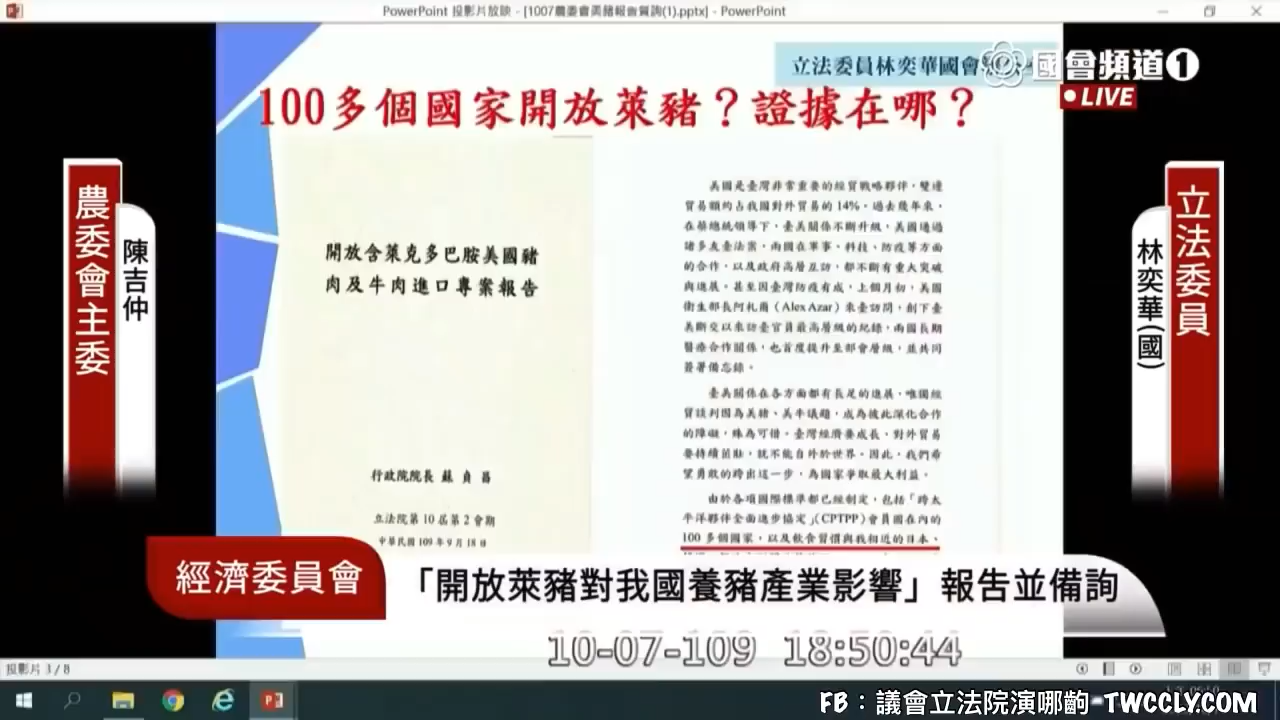 PowerPoint 投影片放映 - [1007農委會美豬報告質詢(1).pptx] - PowerPoint
立法委員林奕華國會
國會頻道1
LIVE
100多個國家開放萊豬？證據在哪？
農委會主委
陳吉仲
立法委員
林奕華(國)
開放含萊克多巴胺美國豬
肉及牛肉進口專案報告
行政院院長 蘇貞昌
立法院第10屆第2會期
中華民國109年9月18日
美國是臺灣非常重要的經貿戰略夥伴，雙邊
貿易額約占我國對外貿易的14%。過去幾年來，
在蔡總統領導下，臺美關係不斷升級，美國通過
諸多友臺法案，兩國在軍事、科技、防疫等方面
的合作，以及政府高層互訪，都不斷有重大突破
與進展。甚至因臺灣防疫有成，上個月初，美國
衛生部長阿札爾（Alex Azar）來臺訪問，創下臺
美斷交以來訪臺官員最高層級的紀錄，兩國長期
醫療合作關係，也首度提升至部會層級，並共同
簽署備忘錄。
臺美關係在各方面都有長足的進展，唯獨經
貿談判因為美豬、美牛議題，成為彼此深化合作
的障礙，殊為可惜。臺灣經濟要成長、對外貿易
要持續茁壯，就不能自外於世界。因此，我們希
望勇敢的跨出這一步，為國家爭取最大利益。
由於各項國際標準都已經制定，包括「跨太
平洋夥伴全面進步協定」（CPTPP）會員國在內的
100多個國家，以及飲食習慣與我相近的日本、
經濟委員會
「開放萊豬對我國養豬產業影響」報告並備詢
10-07-109 18:50:44
投影片 3 / 8
FB：議會立法院演哪齣 TWCCLY.COM